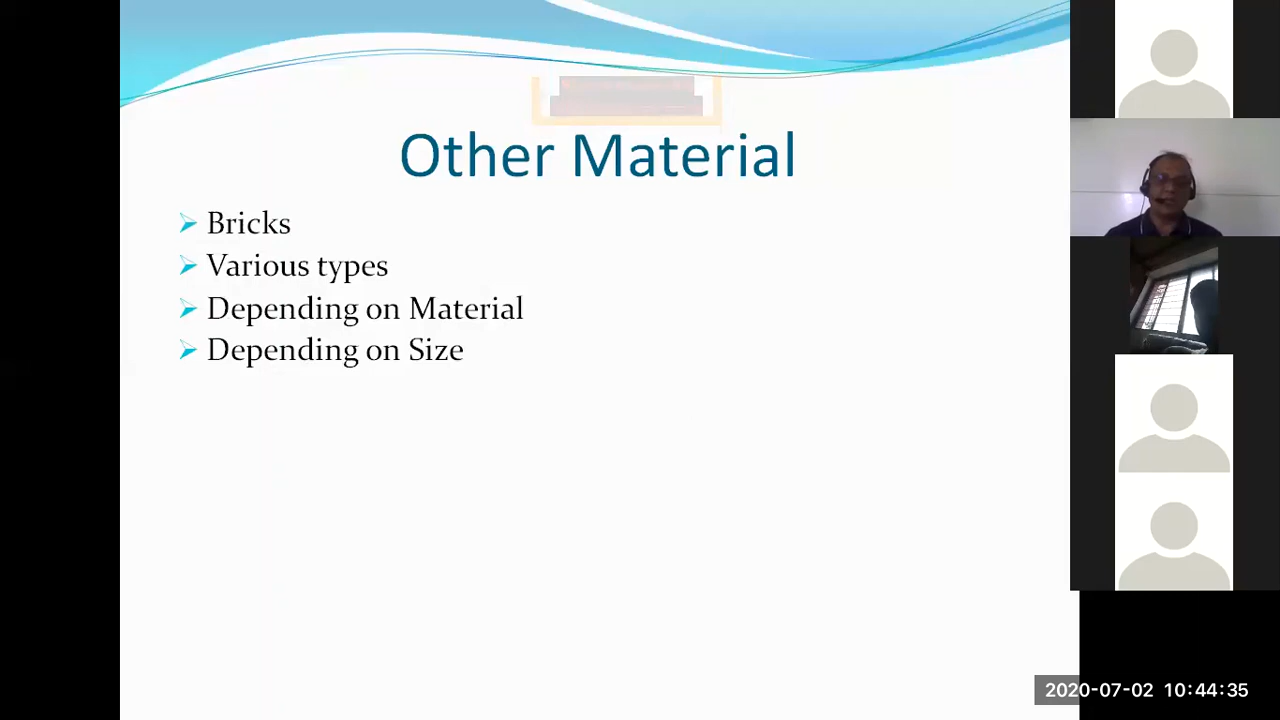 Other Material
Bricks
Various types
Depending on Material
Depending on Size
2020-07-02 10:44:35